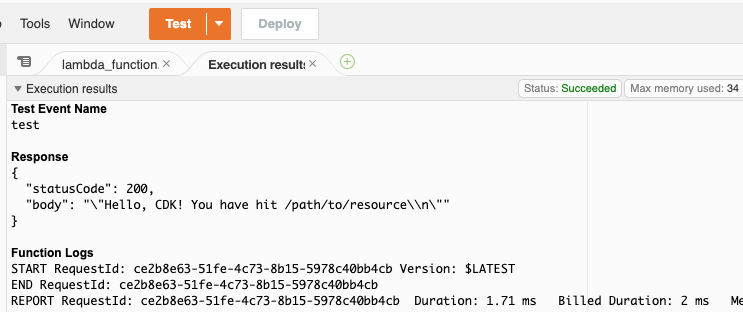 Tools Window Test Deploy
lambda_function. Execution results
Execution results Status: Succeeded Max memory used: 34
Test Event Name
test
Response
{
"statusCode": 200,
"body": "\"Hello, CDK! You have hit /path/to/resource\\n\""
}
Function Logs
START RequestId: ce2b8e63-51fe-4c73-8b15-5978c40bb4cb Version: $LATEST
END RequestId: ce2b8e63-51fe-4c73-8b15-5978c40bb4cb
REPORT RequestId: ce2b8e63-51fe-4c73-8b15-5978c40bb4cb Duration: 1.71 ms Billed Duration: 2 ms Me